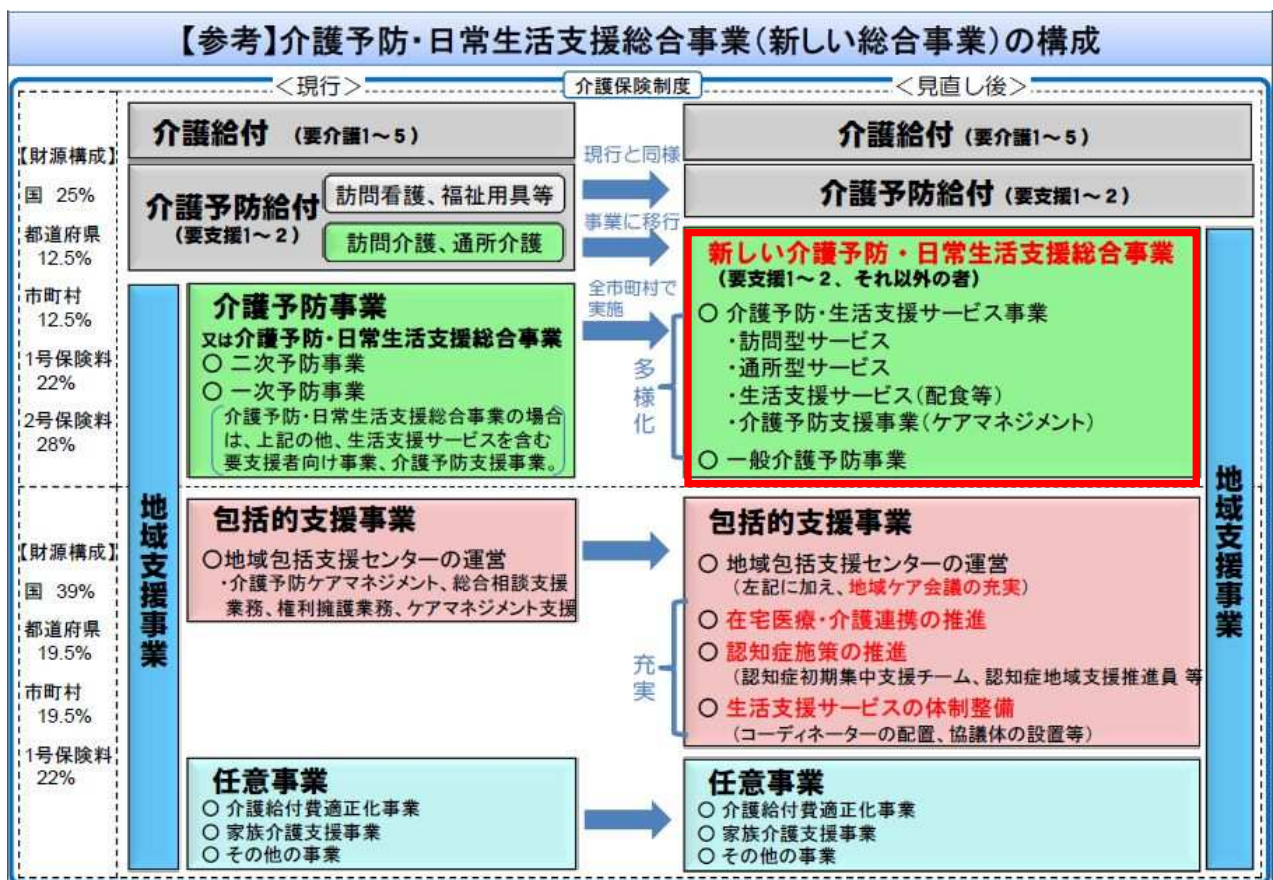 【参考】介護予防・日常生活支援総合事業(新しい総合事業)の構成
＜現行＞
介護保険制度
＜見直し後＞
【財源構成】
国 25%
都道府県
12.5%
市町村
12.5%
1号保険料
22%
2号保険料
28%
【財源構成】
国 39%
都道府県
19.5%
市町村
19.5%
1号保険料
22%
介護給付 (要介護1～5)
介護予防給付
(要支援1～2)
訪問看護、福祉用具等
訪問介護、通所介護
地域支援事業
介護予防事業
又は介護予防・日常生活支援総合事業
○ 二次予防事業
○ 一次予防事業
介護予防・日常生活支援総合事業の場合
は、上記の他、生活支援サービスを含む
要支援者向け事業、介護予防支援事業。
包括的支援事業
○地域包括支援センターの運営
・介護予防ケアマネジメント、総合相談支援
業務、権利擁護業務、ケアマネジメント支援
任意事業
○ 介護給付費適正化事業
○ 家族介護支援事業
○ その他の事業
現行と同様
事業に移行
全市町村で
実施
多様化
充実
介護給付 (要介護1～5)
介護予防給付 (要支援1～2)
新しい介護予防・日常生活支援総合事業
(要支援1～2、それ以外の者)
○ 介護予防・生活支援サービス事業
・訪問型サービス
・通所型サービス
・生活支援サービス(配食等)
・介護予防支援事業(ケアマネジメント)
○ 一般介護予防事業
包括的支援事業
○ 地域包括支援センターの運営
(左記に加え、地域ケア会議の充実)
○ 在宅医療・介護連携の推進
○ 認知症施策の推進
(認知症初期集中支援チーム、認知症地域支援推進員 等
○ 生活支援サービスの体制整備
(コーディネーターの配置、協議体の設置等)
任意事業
○ 介護給付費適正化事業
○ 家族介護支援事業
○ その他の事業
地域支援事業